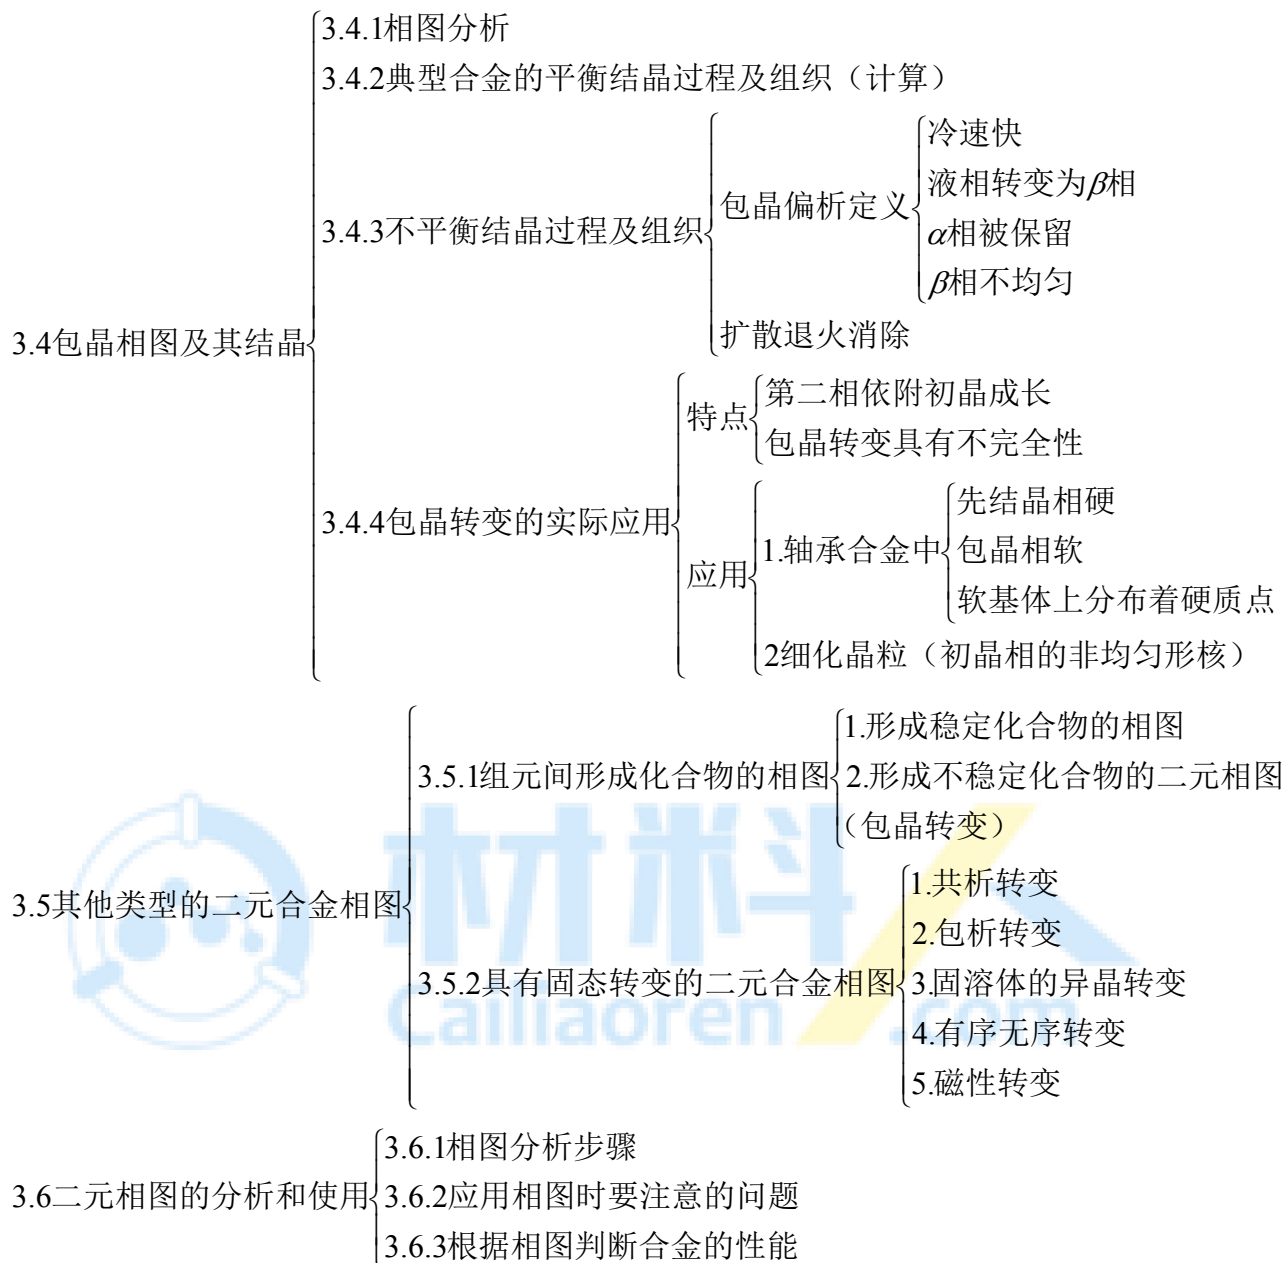 3.4.1相图分析
3.4.2典型合金的平衡结晶过程及组织（计算）
冷速快
液相转变为β相
包晶偏析定义
α相被保留
3.4.3不平衡结晶过程及组织
β相不均匀
扩散退火消除
3.4包晶相图及其结晶
第二相依附初晶成长
特点
包晶转变具有不完全性
先结晶相硬
3.4.4包晶转变的实际应用
1.轴承合金中
包晶相软
应用
软基体上分布着硬质点
2细化晶粒（初晶相的非均匀形核）
1.形成稳定化合物的相图
3.5.1组元间形成化合物的相图
2.形成不稳定化合物的二元相图
（包晶转变）
3.5其他类型的二元合金相图
1.共析转变
2.包析转变
3.5.2具有固态转变的二元合金相图
3.固溶体的异晶转变
4.有序无序转变
5.磁性转变
材料人
Cailiaoren.com
3.6.1相图分析步骤
3.6二元相图的分析和使用
3.6.2应用相图时要注意的问题
3.6.3根据相图判断合金的性能